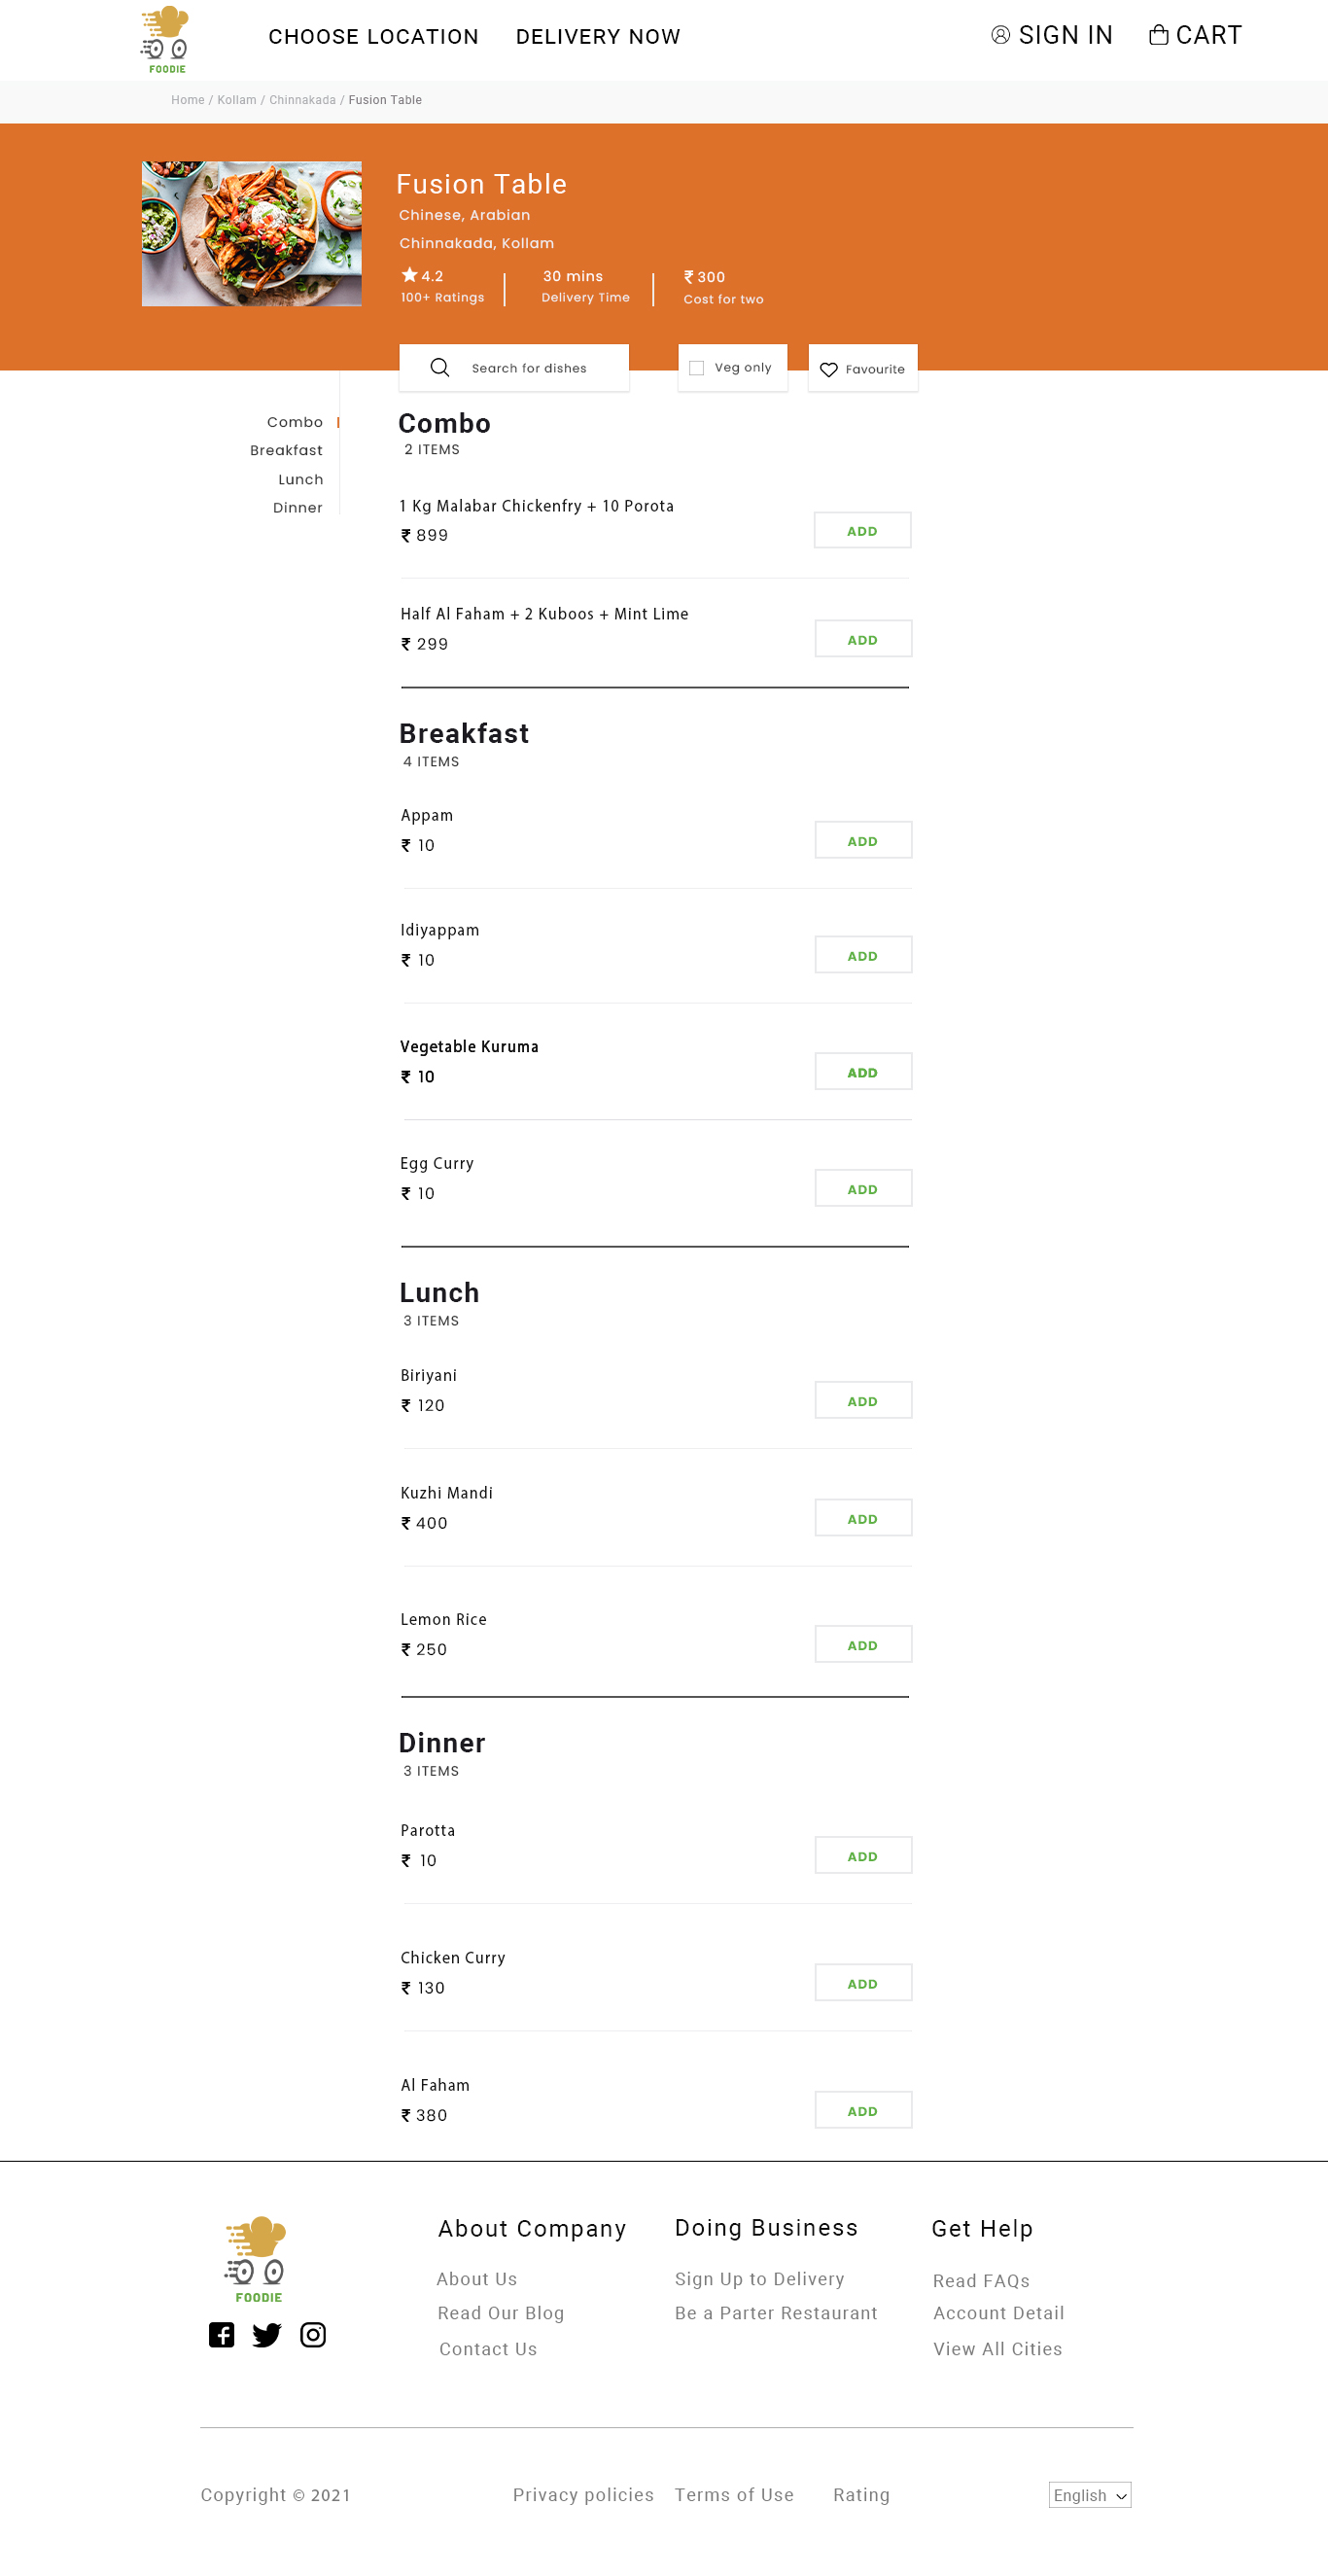 FOODIE
CHOOSE LOCATION DELIVERY NOW SIGN IN CART
Home / Kollam / Chinnakada / Fusion Table
Fusion Table
Chinese, Arabian
Chinnakada, Kollam
4.2 30 mins ₹ 300
100+ Ratings Delivery Time Cost for two
Search for dishes Veg only Favourite
Combo
Breakfast
Lunch
Dinner
Combo
2 ITEMS
1 Kg Malabar Chickenfry + 10 Porota
₹ 899 ADD
Half Al Faham + 2 Kuboos + Mint Lime
₹ 299 ADD
Breakfast
4 ITEMS
Appam
₹ 10 ADD
Idiyappam
₹ 10 ADD
Vegetable Kuruma
₹ 10 ADD
Egg Curry
₹ 10 ADD
Lunch
3 ITEMS
Biriyani
₹ 120 ADD
Kuzhi Mandi
₹ 400 ADD
Lemon Rice
₹ 250 ADD
Dinner
3 ITEMS
Parotta
₹ 10 ADD
Chicken Curry
₹ 130 ADD
Al Faham
₹ 380 ADD
FOODIE
About Company
About Us
Read Our Blog
Contact Us
Doing Business
Sign Up to Delivery
Be a Parter Restaurant
Get Help
Read FAQs
Account Detail
View All Cities
Copyright © 2021 Privacy policies Terms of Use Rating English